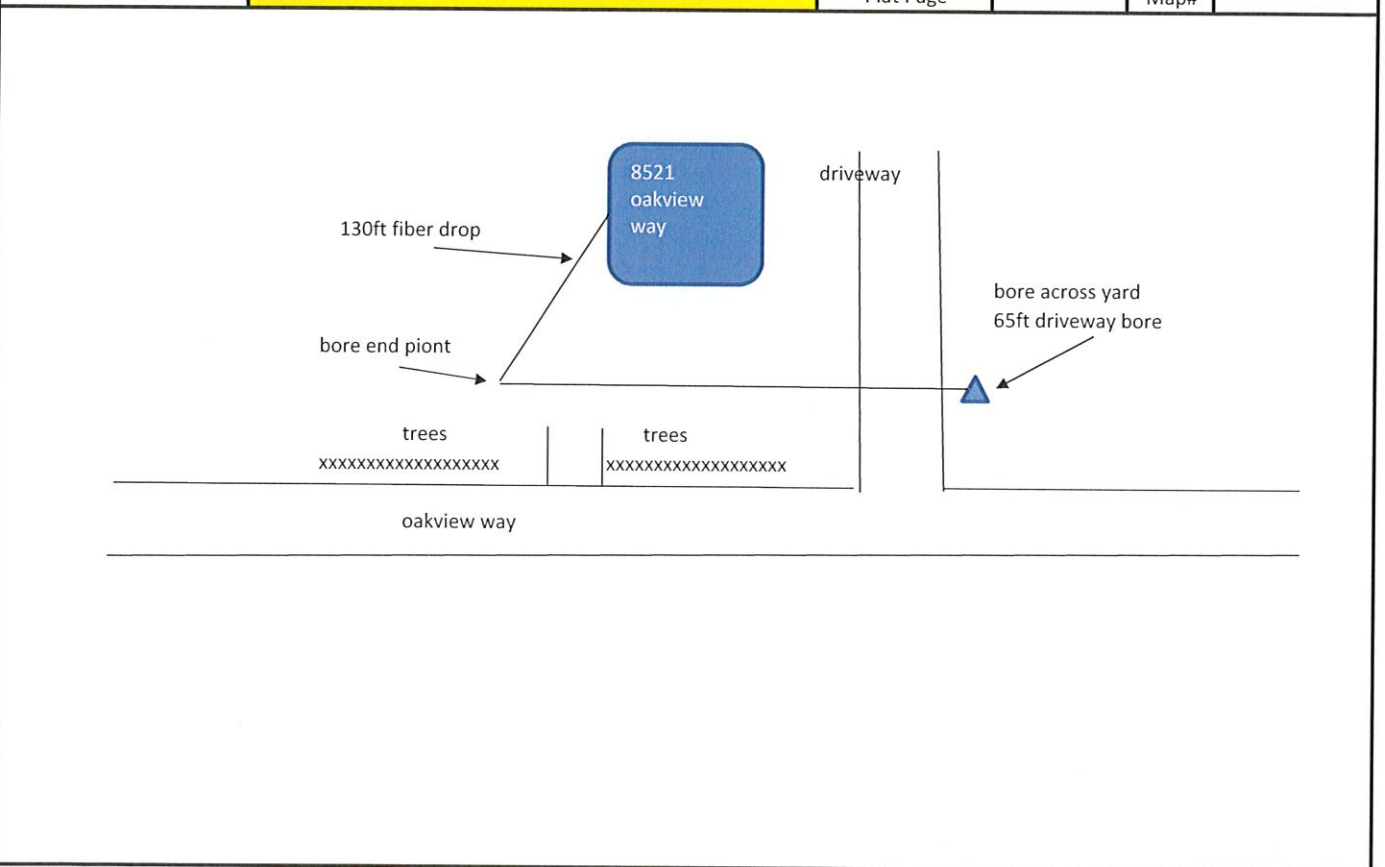 Plat Page
Map#
8521
oakview
way
driveway
130ft fiber drop
bore across yard
65ft driveway bore
bore end piont
trees
trees
xxxxxxxxxxxxxxxxxxx
xxxxxxxxxxxxxxxxxxx
oakview way